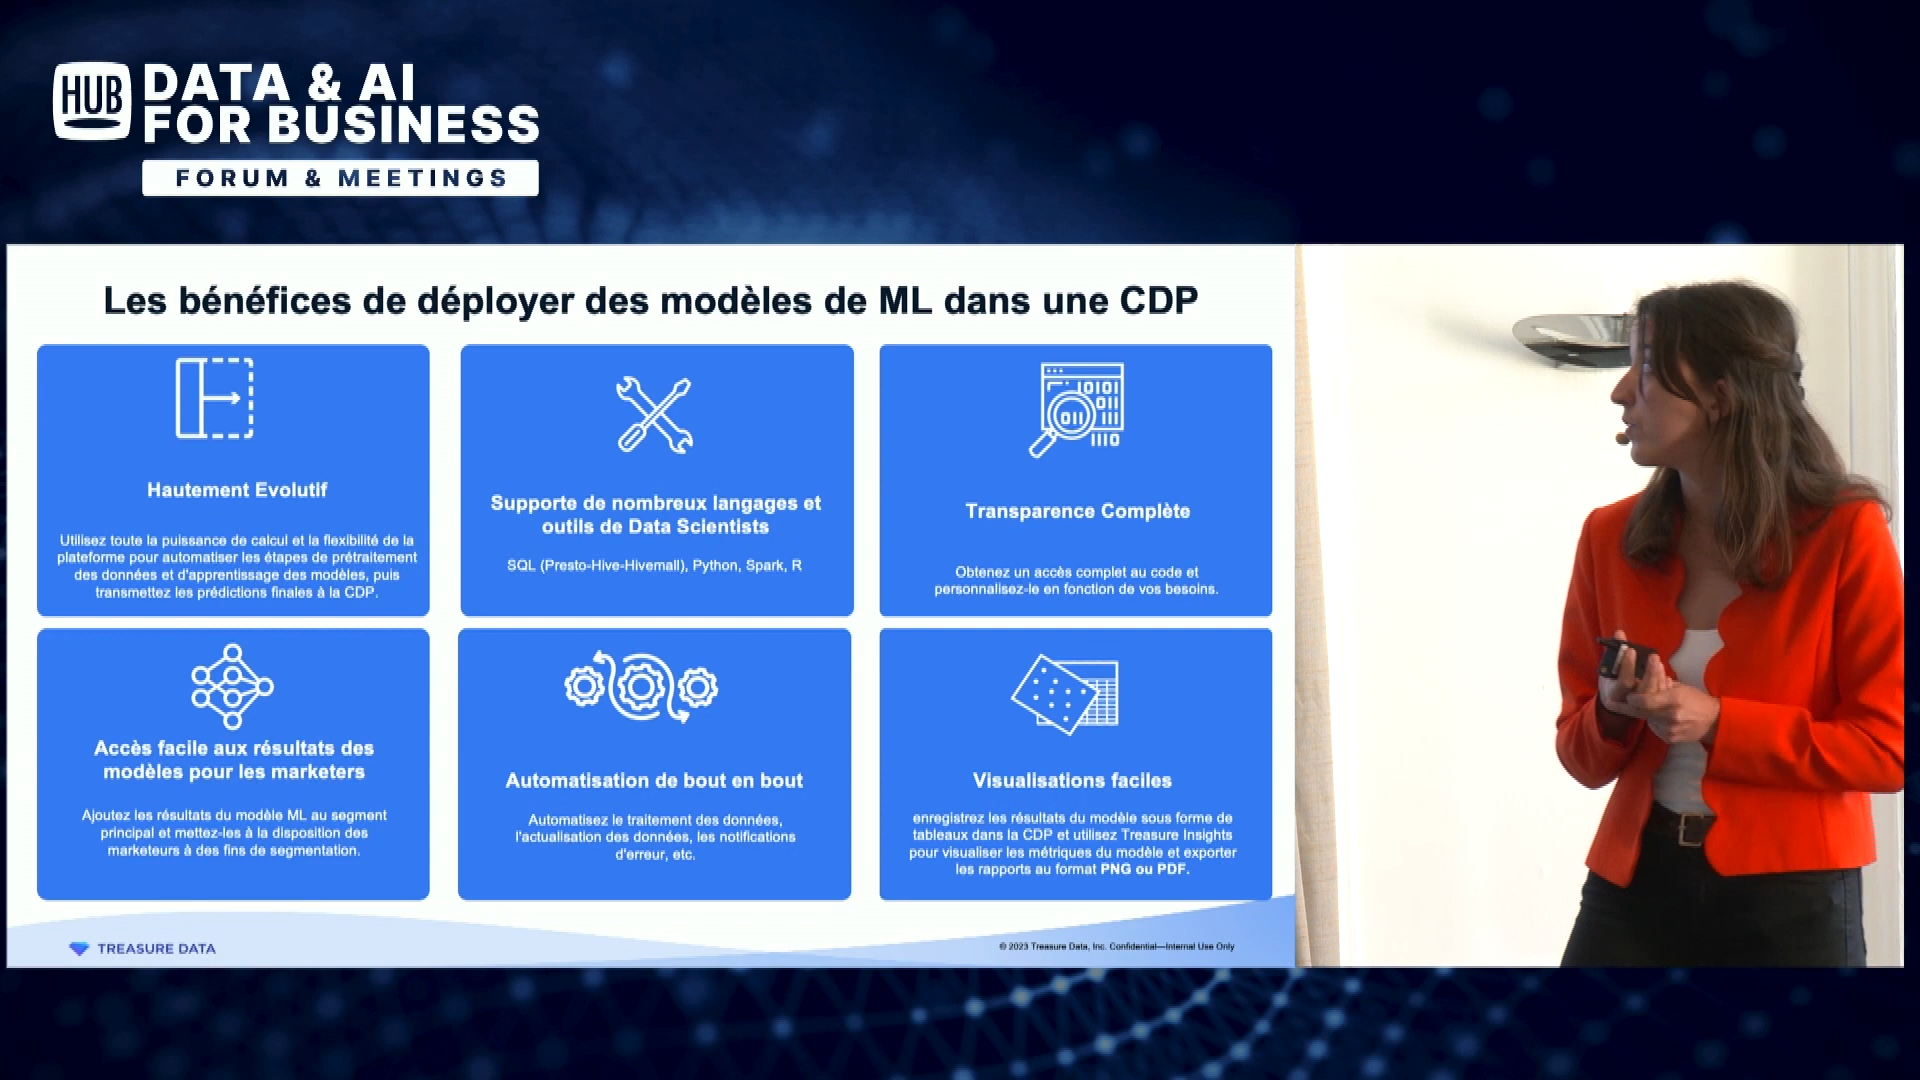 HUB
DATA & AI
FOR BUSINESS
FORUM & MEETINGS
Les bénéfices de déployer des modèles de ML dans une CDP
Hautement Evolutif
Utilisez toute la puissance de calcul et la flexibilité de la
plateforme pour automatiser les étapes de prétraitement
des données et d'apprentissage des modèles, puis
transmettez les prédictions finales à la CDP.
Supporte de nombreux langages et
outils de Data Scientists
SQL (Presto-Hive-Hivemall), Python, Spark, R
Transparence Complète
Obtenez un accès complet au code et
personnalisez-le en fonction de vos besoins.
Accès facile aux résultats des
modèles pour les marketers
Ajoutez les résultats du modèle ML au segment
principal et mettez-les à la disposition des
marketeurs à des fins de segmentation.
Automatisation de bout en bout
Automatisez le traitement des données,
l'actualisation des données, les notifications
d'erreur, etc.
Visualisations faciles
enregistrez les résultats du modèle sous forme de
tableaux dans la CDP et utilisez Treasure Insights
pour visualiser les métriques du modèle et exporter
les rapports au format PNG ou PDF.
TREASURE DATA
© 2023 Treasure Data, Inc. Confidential—Internal Use Only